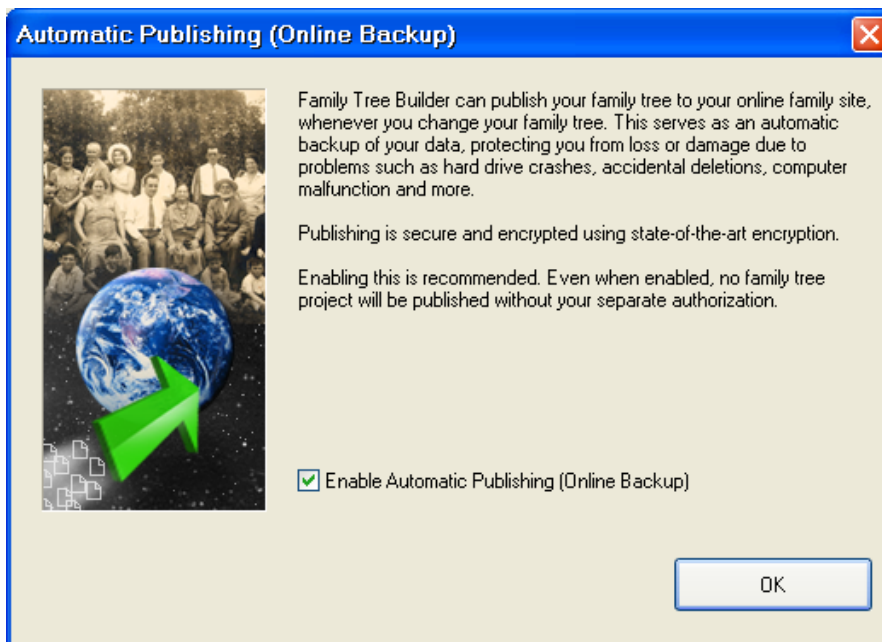 Automatic Publishing (Online Backup)
Family Tree Builder can publish your family tree to your online family site,
whenever you change your family tree. This serves as an automatic
backup of your data, protecting you from loss or damage due to
problems such as hard drive crashes, accidental deletions, computer
malfunction and more.
Publishing is secure and encrypted using state-of-the-art encryption.
Enabling this is recommended. Even when enabled, no family tree
project will be published without your separate authorization.
Enable Automatic Publishing (Online Backup)
OK